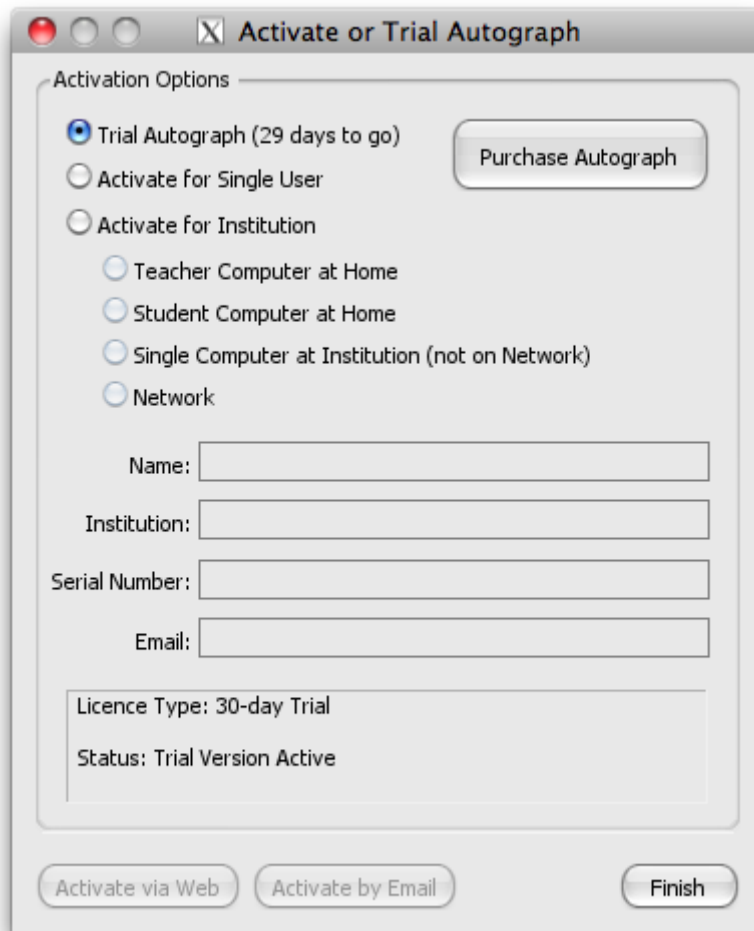 Activate or Trial Autograph
Activation Options
Trial Autograph (29 days to go)
Purchase Autograph
Activate for Single User
Activate for Institution
Teacher Computer at Home
Student Computer at Home
Single Computer at Institution (not on Network)
Network
Name:
Institution:
Serial Number:
Email:
Licence Type: 30-day Trial
Status: Trial Version Active
Activate via Web
Activate by Email
Finish